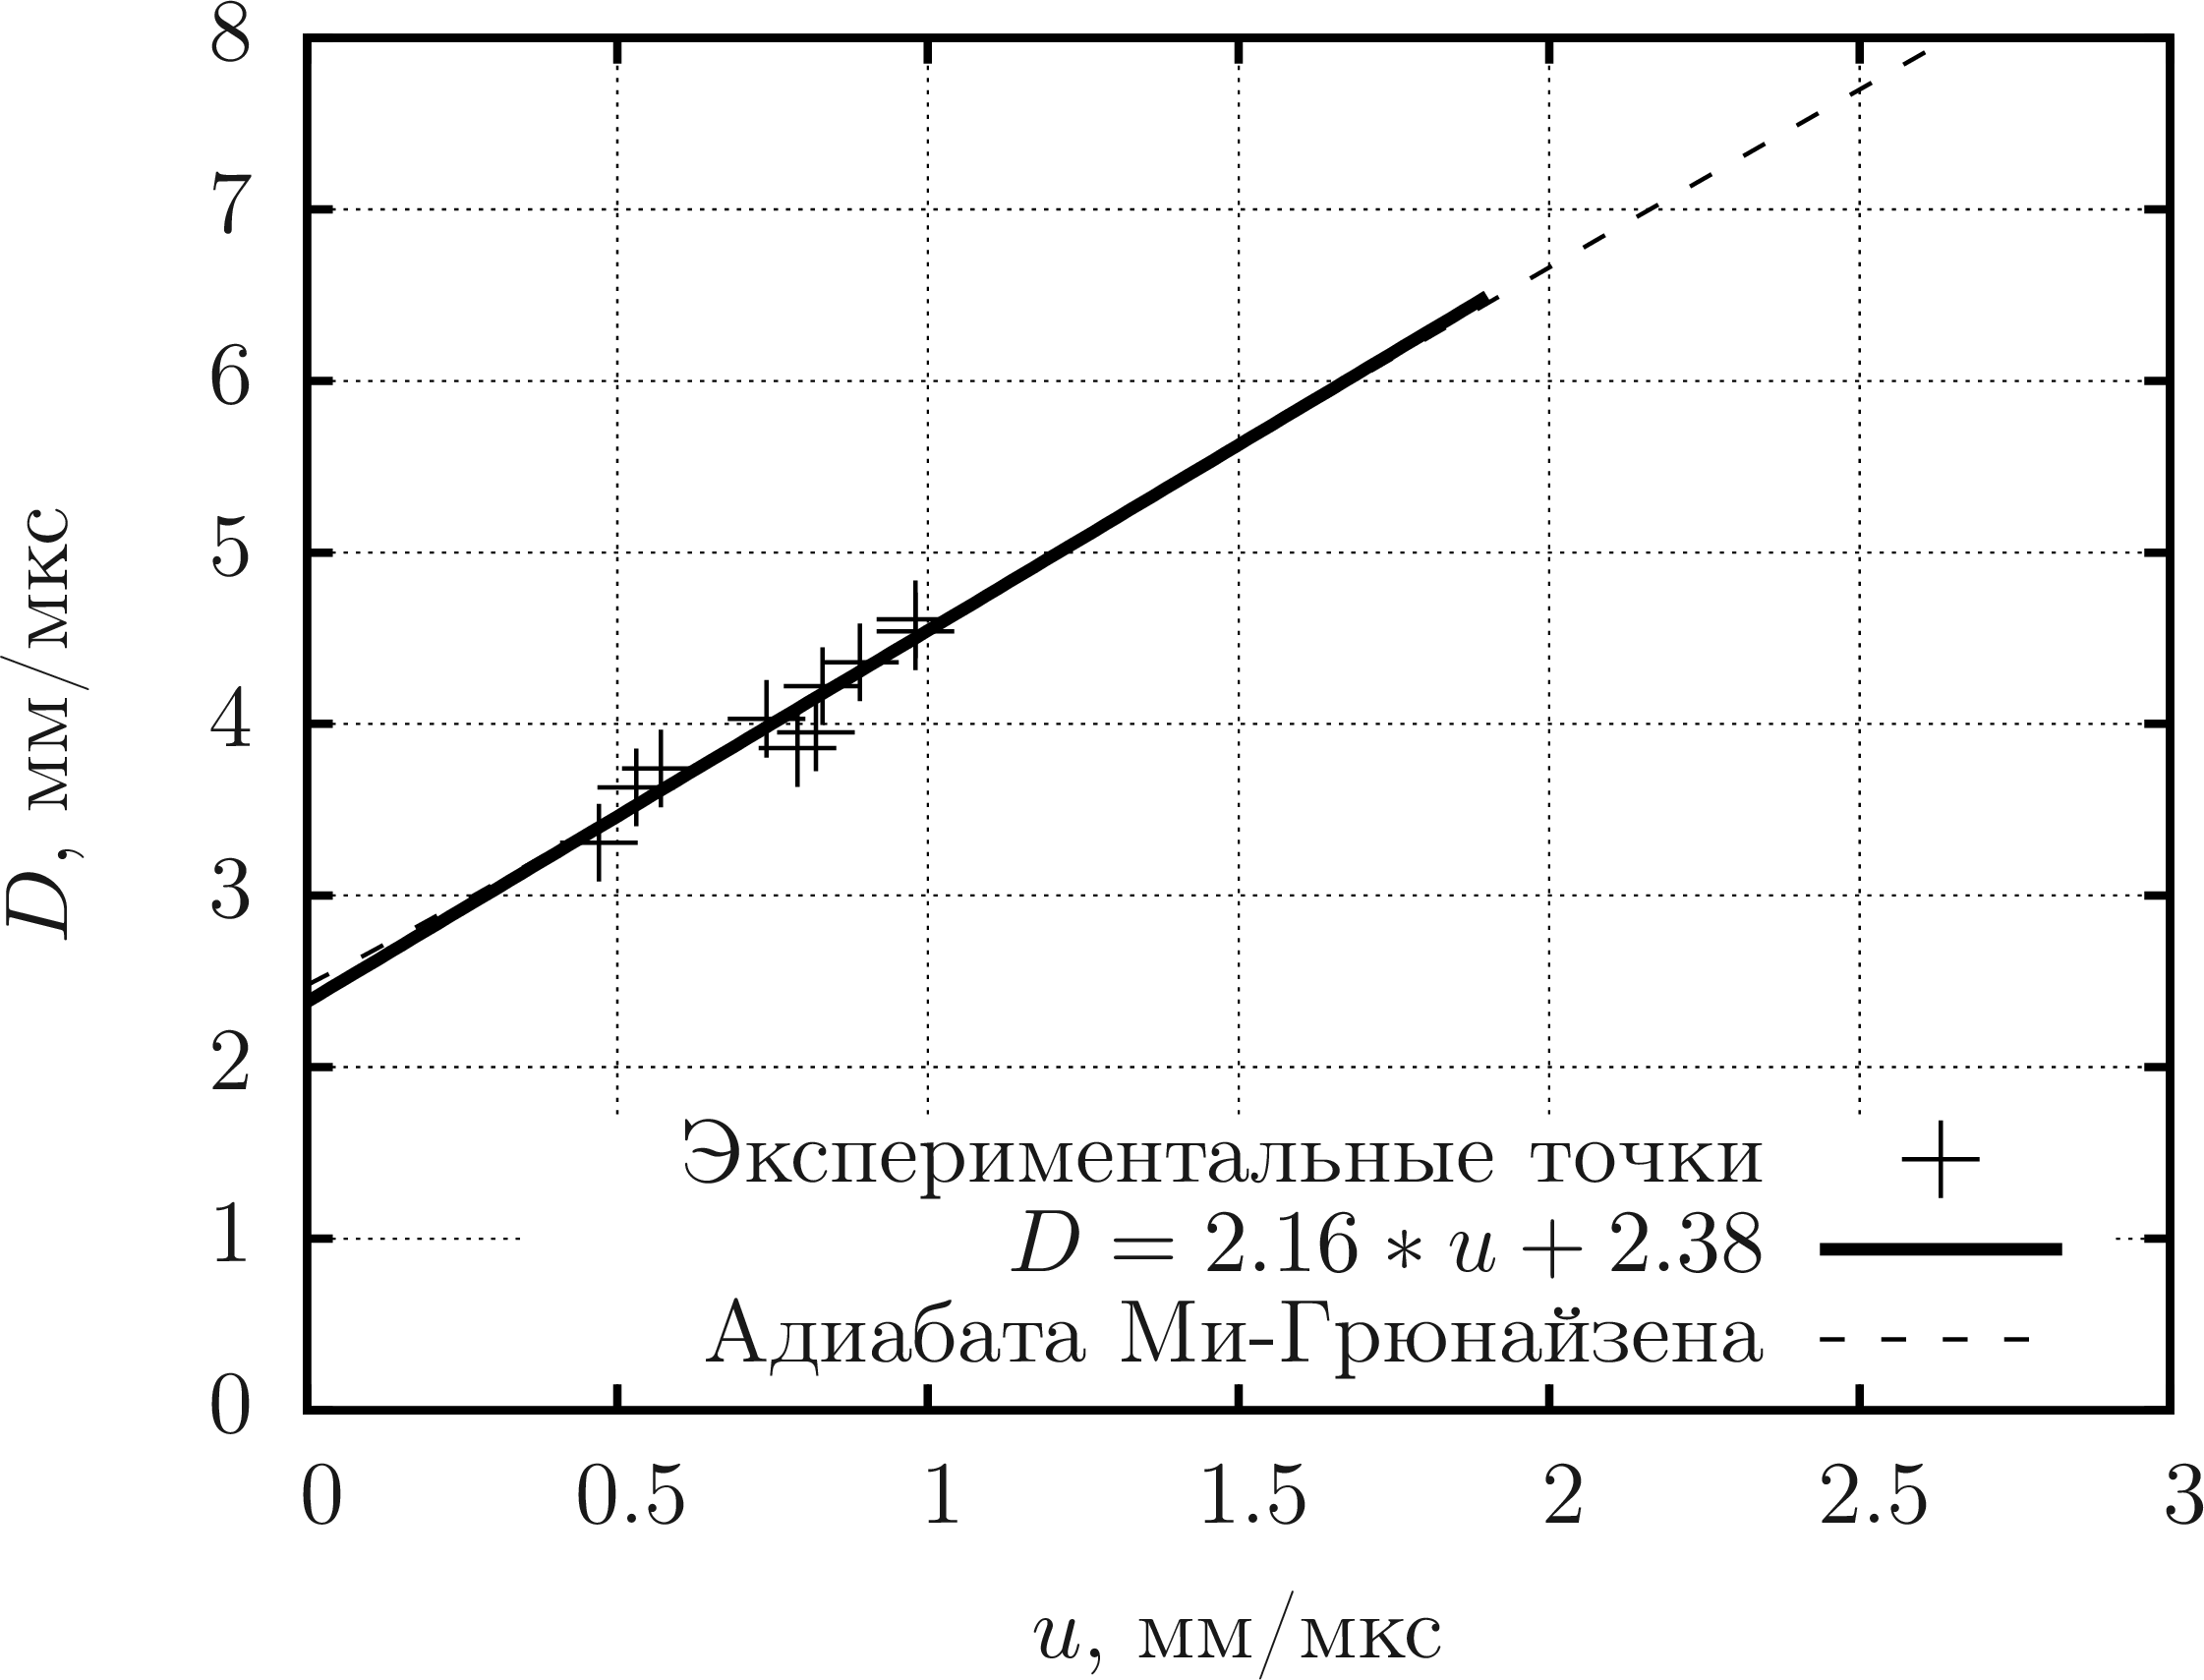 8
7
6
5
4
3
2
1
0
D, мм/мкс
Экспериментальные точки
D = 2.16 ∗ u + 2.38
Адиабата Ми-Грюнайзена
0 0.5 1 1.5 2 2.5 3
u, мм/мкс